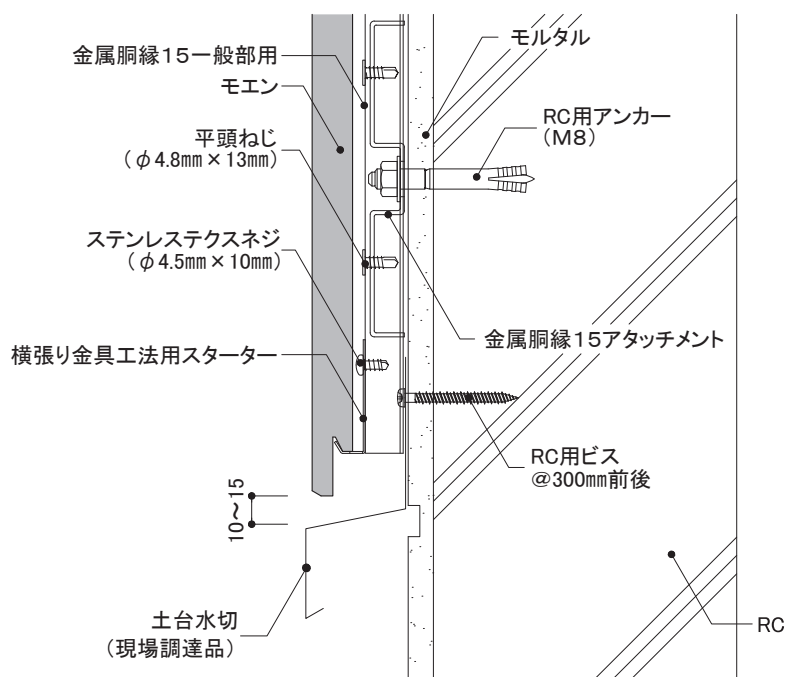 金属胴縁15一般部用
モエン
平頭ねじ
（φ4.8㎜×13㎜）
ステンレステクスネジ
（φ4.5㎜×10㎜）
横張り金具工法用スターター
10〜15
土台水切
（現場調達品）
モルタル
RC用アンカー
（M8）
金属胴縁15アタッチメント
RC用ビス
＠300㎜前後
RC